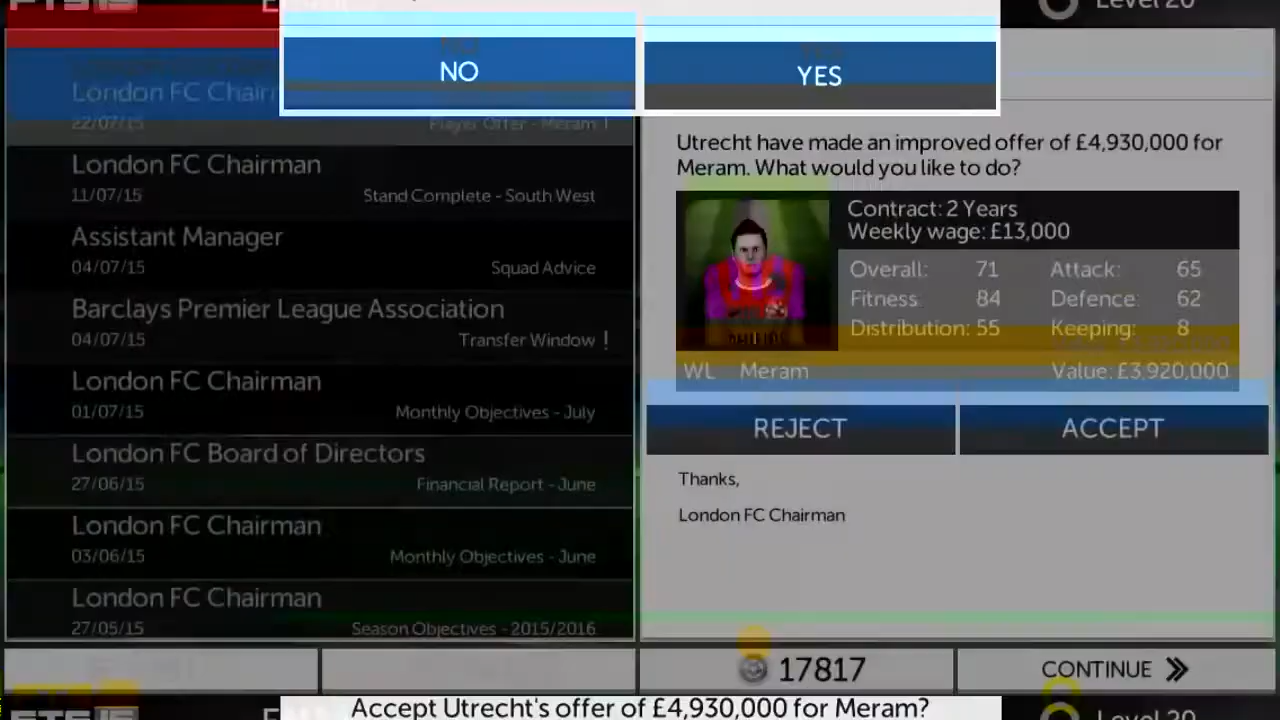 FTS15
Level 20
NO
YES
London FC Chair
22/07/15
Player Offer - Meram !
London FC Chairman
11/07/15
Stand Complete - South West
Assistant Manager
04/07/15
Squad Advice
Barclays Premier League Association
04/07/15
Transfer Window !
London FC Chairman
01/07/15
Monthly Objectives - July
London FC Board of Directors
27/06/15
Financial Report - June
London FC Chairman
03/06/15
Monthly Objectives - June
London FC Chairman
27/05/15
Season Objectives - 2015/2016
Utrecht have made an improved offer of £4,930,000 for
Meram. What would you like to do?
Contract: 2 Years
Weekly wage: £13,000
Overall: 71 Attack: 65
Fitness: 84 Defence: 62
Distribution: 55 Keeping: 8
WL Meram Value: £3,920,000
REJECT
ACCEPT
Thanks,
London FC Chairman
17817
CONTINUE
Accept Utrecht's offer of £4,930,000 for Meram?
FTS15
Level 20